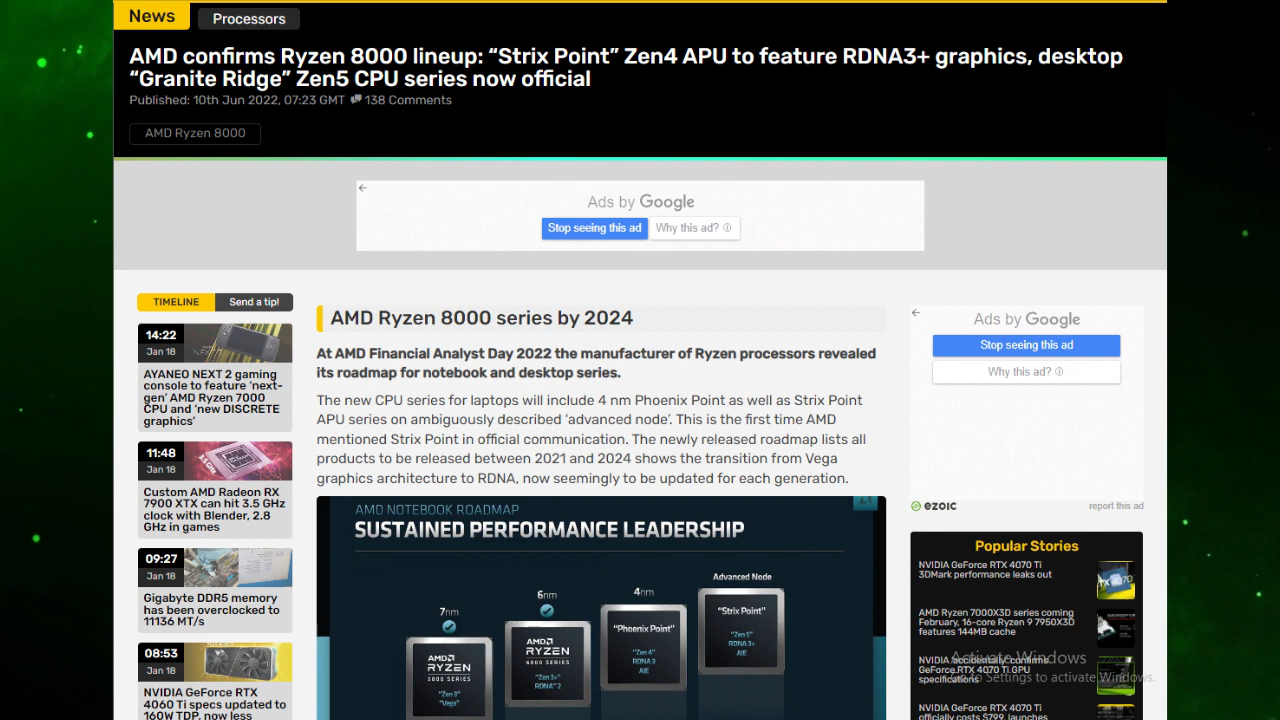 News
Processors
AMD confirms Ryzen 8000 lineup: “Strix Point” Zen4 APU to feature RDNA3+ graphics, desktop
“Granite Ridge” Zen5 CPU series now official
Published: 10th Jun 2022, 07:23 GMT 138 Comments
AMD Ryzen 8000
Ads by Google
Stop seeing this ad
Why this ad?
TIMELINE
Send a tip!
14:22
Jan 18
AYANEO NEXT 2 gaming
console to feature ‘next-
gen’ AMD Ryzen 7000
CPU and ‘new DISCRETE
graphics’
11:48
Jan 18
3.5 GHz
Custom AMD Radeon RX
7900 XTX can hit 3.5 GHz
clock with Blender, 2.8
GHz in games
09:27
Jan 18
Gigabyte DDR5 memory
has been overclocked to
11136 MT/s
08:53
Jan 18
NVIDIA GeForce RTX
4060 Ti specs updated to
160W TDP, now less
AMD Ryzen 8000 series by 2024
At AMD Financial Analyst Day 2022 the manufacturer of Ryzen processors revealed
its roadmap for notebook and desktop series.
The new CPU series for laptops will include 4 nm Phoenix Point as well as Strix Point
APU series on ambiguously described ‘advanced node’. This is the first time AMD
mentioned Strix Point in official communication. The newly released roadmap lists all
products to be released between 2021 and 2024 shows the transition from Vega
graphics architecture to RDNA, now seemingly to be updated for each generation.
AMD NOTEBOOK ROADMAP
SUSTAINED PERFORMANCE LEADERSHIP
7nm
AMD
RYZEN
5000 SERIES
“Zen 3”
“Vega”
6nm
AMD
RYZEN
6000 SERIES
“Zen 3+”
RDNA™ 2
4nm
“Phoenix Point”
“Zen 4”
RDNA 3
AIE
Advanced Node
“Strix Point”
“Zen 5”
RDNA 3+
AIE
Ads by Google
Stop seeing this ad
Why this ad?
ezoic
report this ad
Popular Stories
NVIDIA GeForce RTX 4070 Ti
3DMark performance leaks out
RTX 4070
AMD Ryzen 7000X3D series coming
February, 16-core Ryzen 9 7950X3D
features 144MB cache
NVIDIA accidentally confirms
GeForce RTX 4070 Ti GPU
specifications
NVIDIA GeForce RTX 4070 Ti
officially costs $799, launches
Activate Windows
Go to Settings to activate Windows.